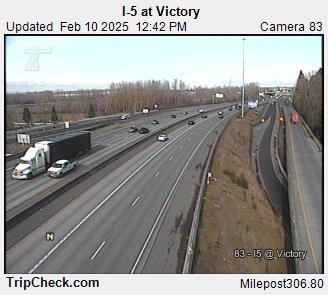 I-5 at Victory
Updated  Feb 10 2025  12:42 PM
Camera 83
TR
N
83 - I5 @ Victory
TripCheck.com
Milepost306.80